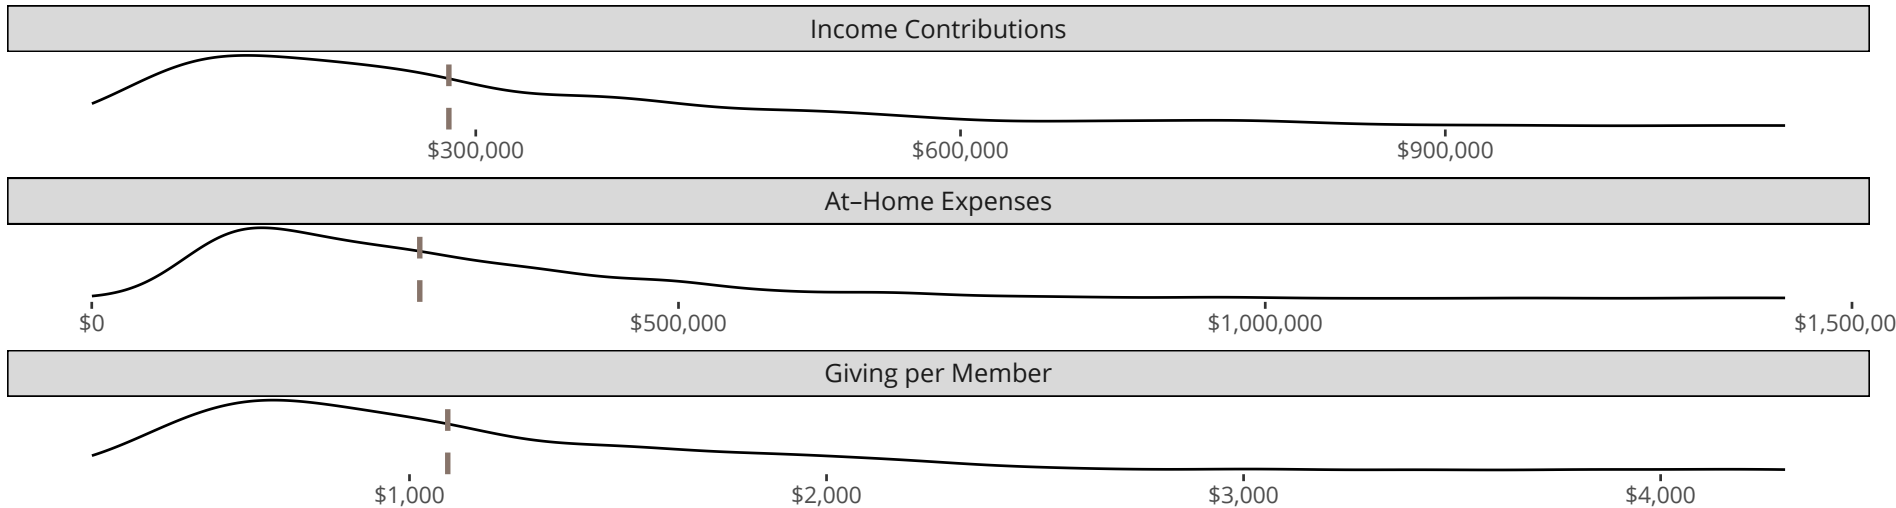 Income Contributions
$300,000 $600,000 $900,000
At–Home Expenses
$0 $500,000 $1,000,000 $1,500,00
Giving per Member
$1,000 $2,000 $3,000 $4,000